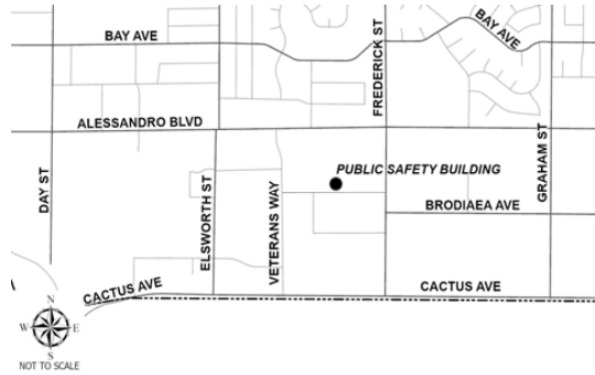 BAY AVE
BAY AVE
FREDERICK ST
ALESSANDRO BLVD
GRAHAM ST
PUBLIC SAFETY BUILDING
DAY ST
ELSWORTH ST
VETERANS WAY
BRODIAEA AVE
CACTUS AVE
CACTUS AVE
N
W
E
S
NOT TO SCALE